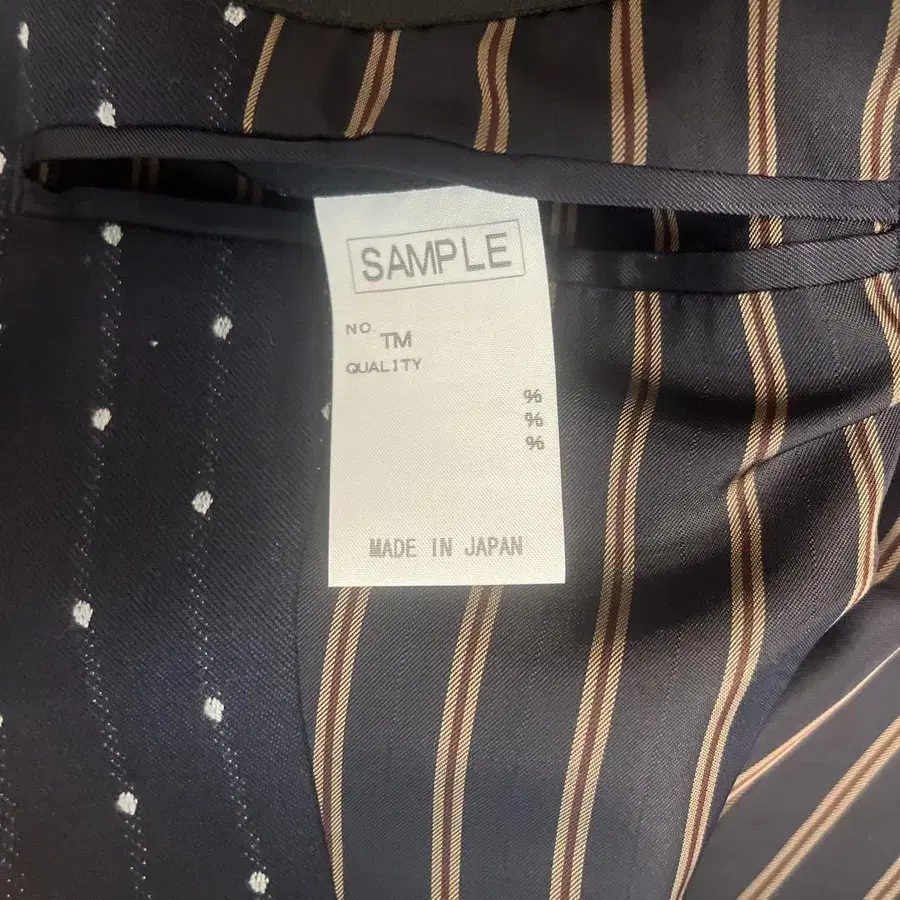 SAMPLE
NO. TM
QUALITY
%
%
%
MADE IN JAPAN